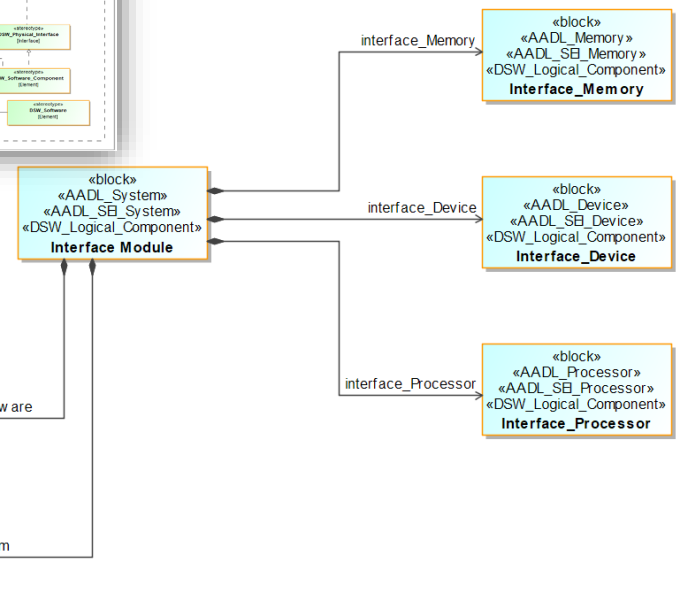 «stereotype»
DSW_Physical_Interface
[Interface]
«stereotype»
W_Software_Component
[Element]
«stereotype»
DSW_Software
[Element]
«block»
«AADL_System»
«AADL_SEI_System»
«DSW_Logical_Component»
Interface Module
interface_Memory
«block»
«AADL_Memory»
«AADL_SEI_Memory»
«DSW_Logical_Component»
Interface_Memory
interface_Device
«block»
«AADL_Device»
«AADL_SEI_Device»
«DSW_Logical_Component»
Interface_Device
interface_Processor
«block»
«AADL_Processor»
«AADL_SEI_Processor»
«DSW_Logical_Component»
Interface_Processor
ware
m